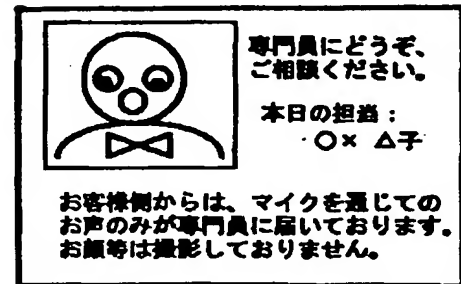 専門員にどうぞ、
ご相談ください。
本日の担当：
・○× △子
お客様側からは、マイクを通じての
お声のみが専門員に届いております。
お顔等は撮影しておりません。